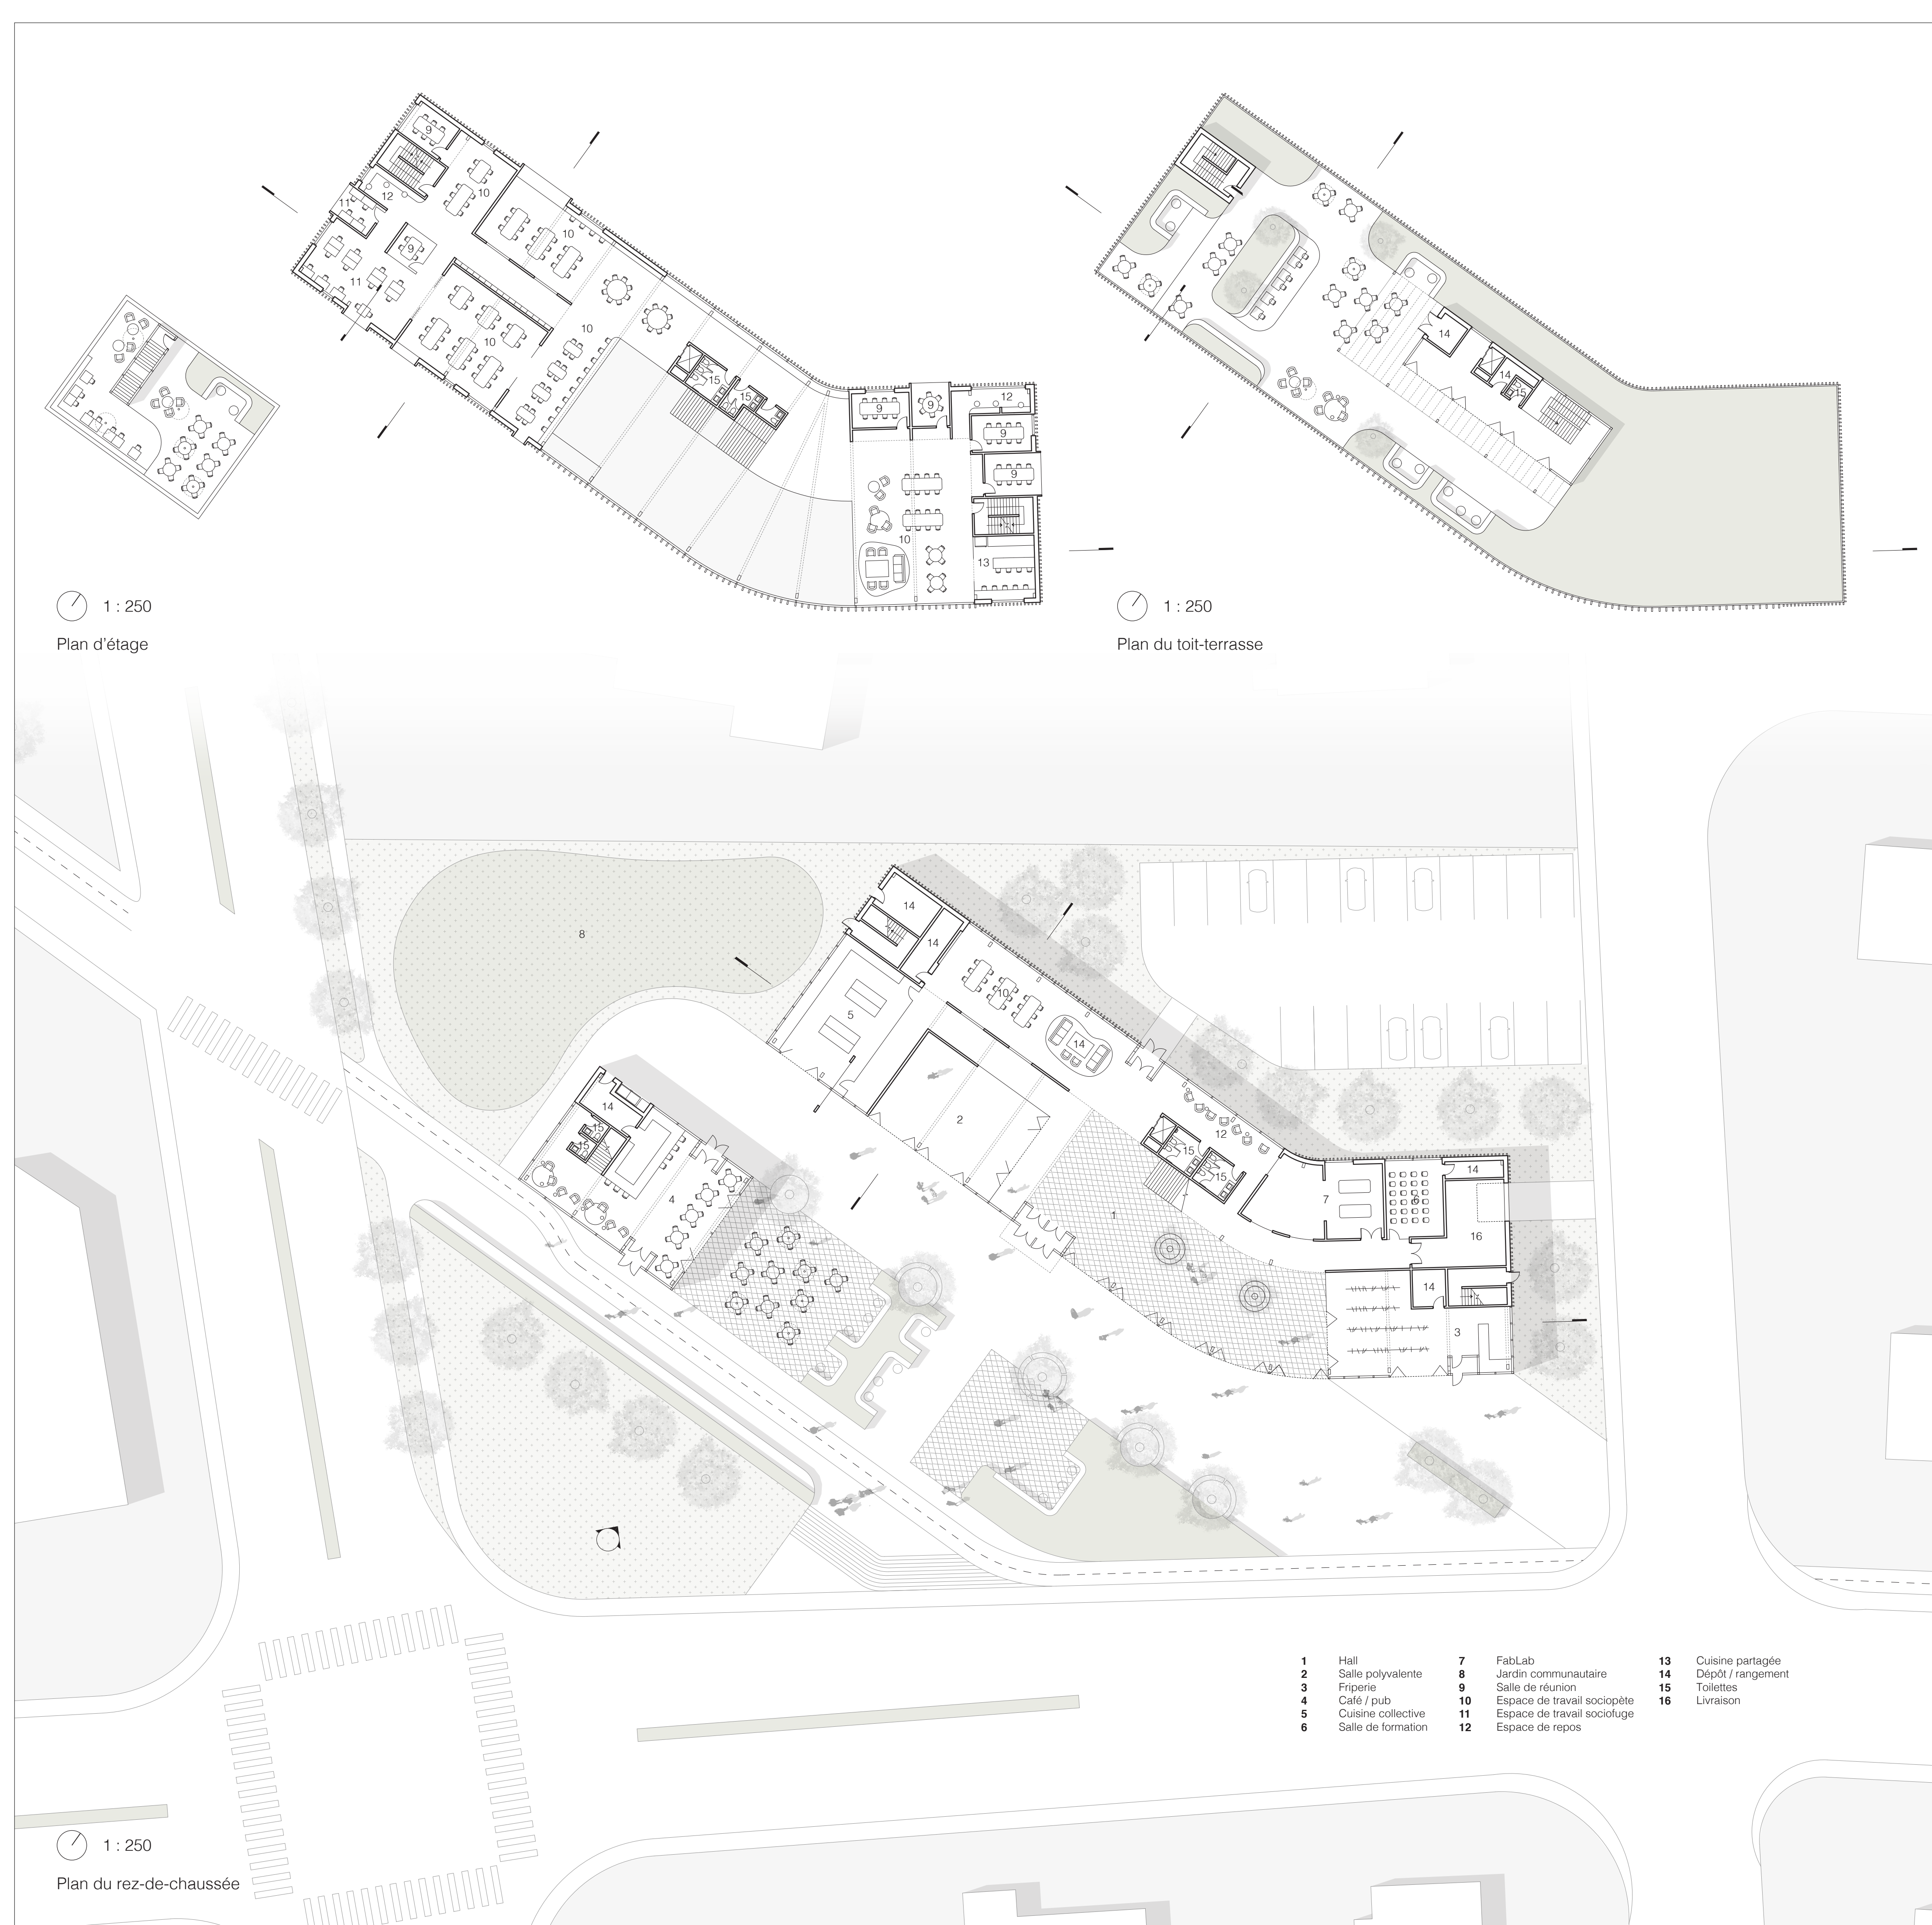 9
10
12
11
9
10
11
10
10
15
15
9
9
12
9
9
10
13
14
14
15
1 : 250
Plan d'étage
1 : 250
Plan du toit-terrasse
8
14
14
10
5
14
2
14
15
15
12
15
15
4
1
7
6
14
16
14
3
1 Hall
2 Salle polyvalente
3 Friperie
4 Café / pub
5 Cuisine collective
6 Salle de formation
7 FabLab
8 Jardin communautaire
9 Salle de réunion
10 Espace de travail sociopète
11 Espace de travail sociofuge
12 Espace de repos
13 Cuisine partagée
14 Dépôt / rangement
15 Toilettes
16 Livraison
1 : 250
Plan du rez-de-chaussée